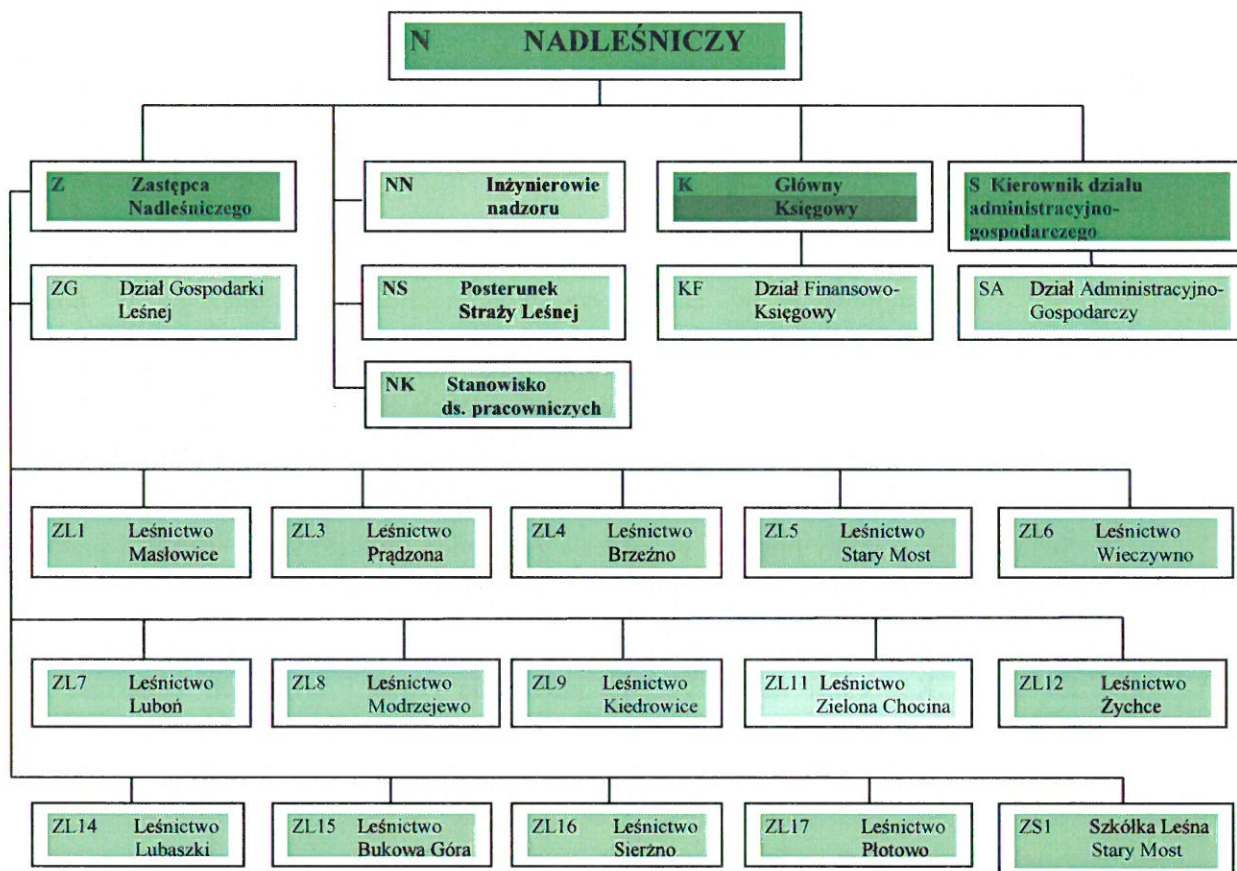 N NADLEŚNICZY
Z Zastępca
Nadleśniczego
NN Inżynierowie
nadzoru
K Główny
Księgowy
S Kierownik działu
administracyjno-
gospodarczego
ZG Dział Gospodarki
Leśnej
NS Posterunek
Straży Leśnej
KF Dział Finansowo-
Księgowy
SA Dział Administracyjno-
Gospodarczy
NK Stanowisko
ds. pracowniczych
ZL1 Leśnictwo
Masłowice
ZL3 Leśnictwo
Prądzona
ZL4 Leśnictwo
Brzeźno
ZL5 Leśnictwo
Stary Most
ZL6 Leśnictwo
Wieczywno
ZL7 Leśnictwo
Luboń
ZL8 Leśnictwo
Modrzejewo
ZL9 Leśnictwo
Kiedrowice
ZL11 Leśnictwo
Zielona Chocina
ZL12 Leśnictwo
Żychce
ZL14 Leśnictwo
Lubaszki
ZL15 Leśnictwo
Bukowa Góra
ZL16 Leśnictwo
Sierżno
ZL17 Leśnictwo
Płotowo
ZS1 Szkółka Leśna
Stary Most